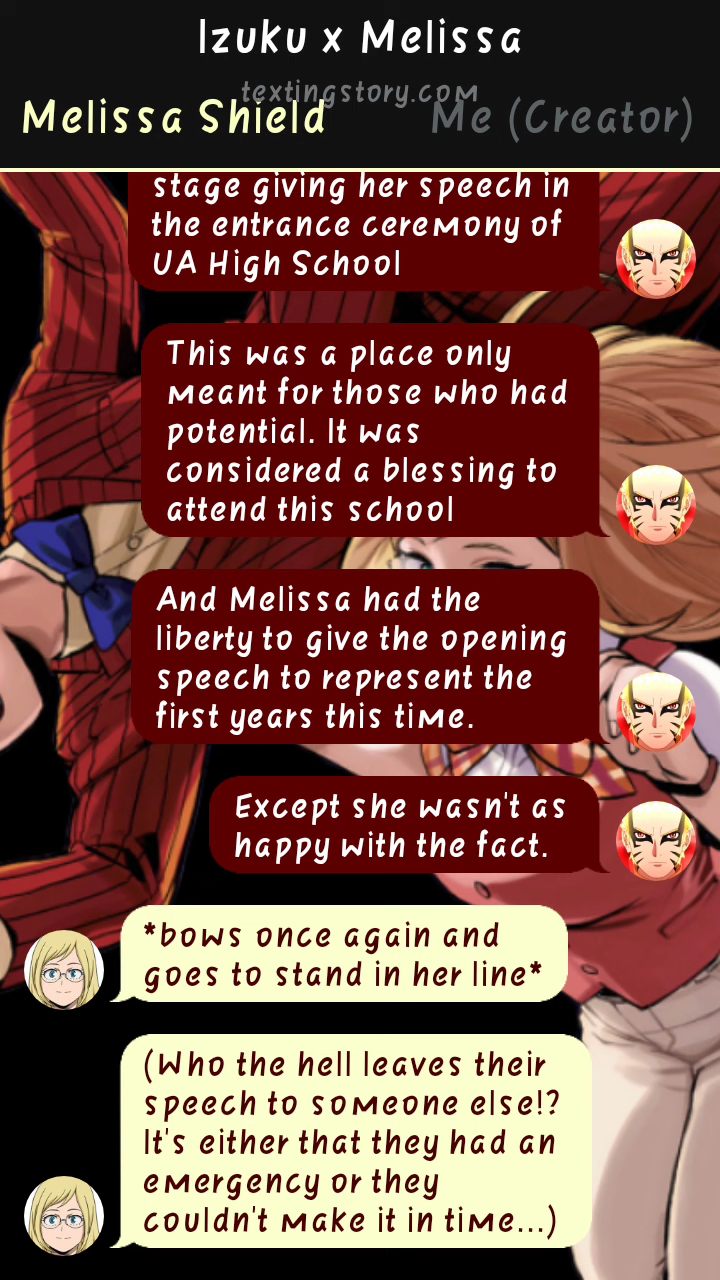 Izuku x Melissa
textingstory.com
Melissa Shield
Me (Creator)
stage giving her speech in
the entrance ceremony of
UA High School
This was a place only
meant for those who had
potential. It was
considered a blessing to
attend this school
And Melissa had the
liberty to give the opening
speech to represent the
first years this time.
Except she wasn't as
happy with the fact.
*bows once again and
goes to stand in her line*
(Who the hell leaves their
speech to someone else!?
It's either that they had an
emergency or they
couldn't make it in time...)